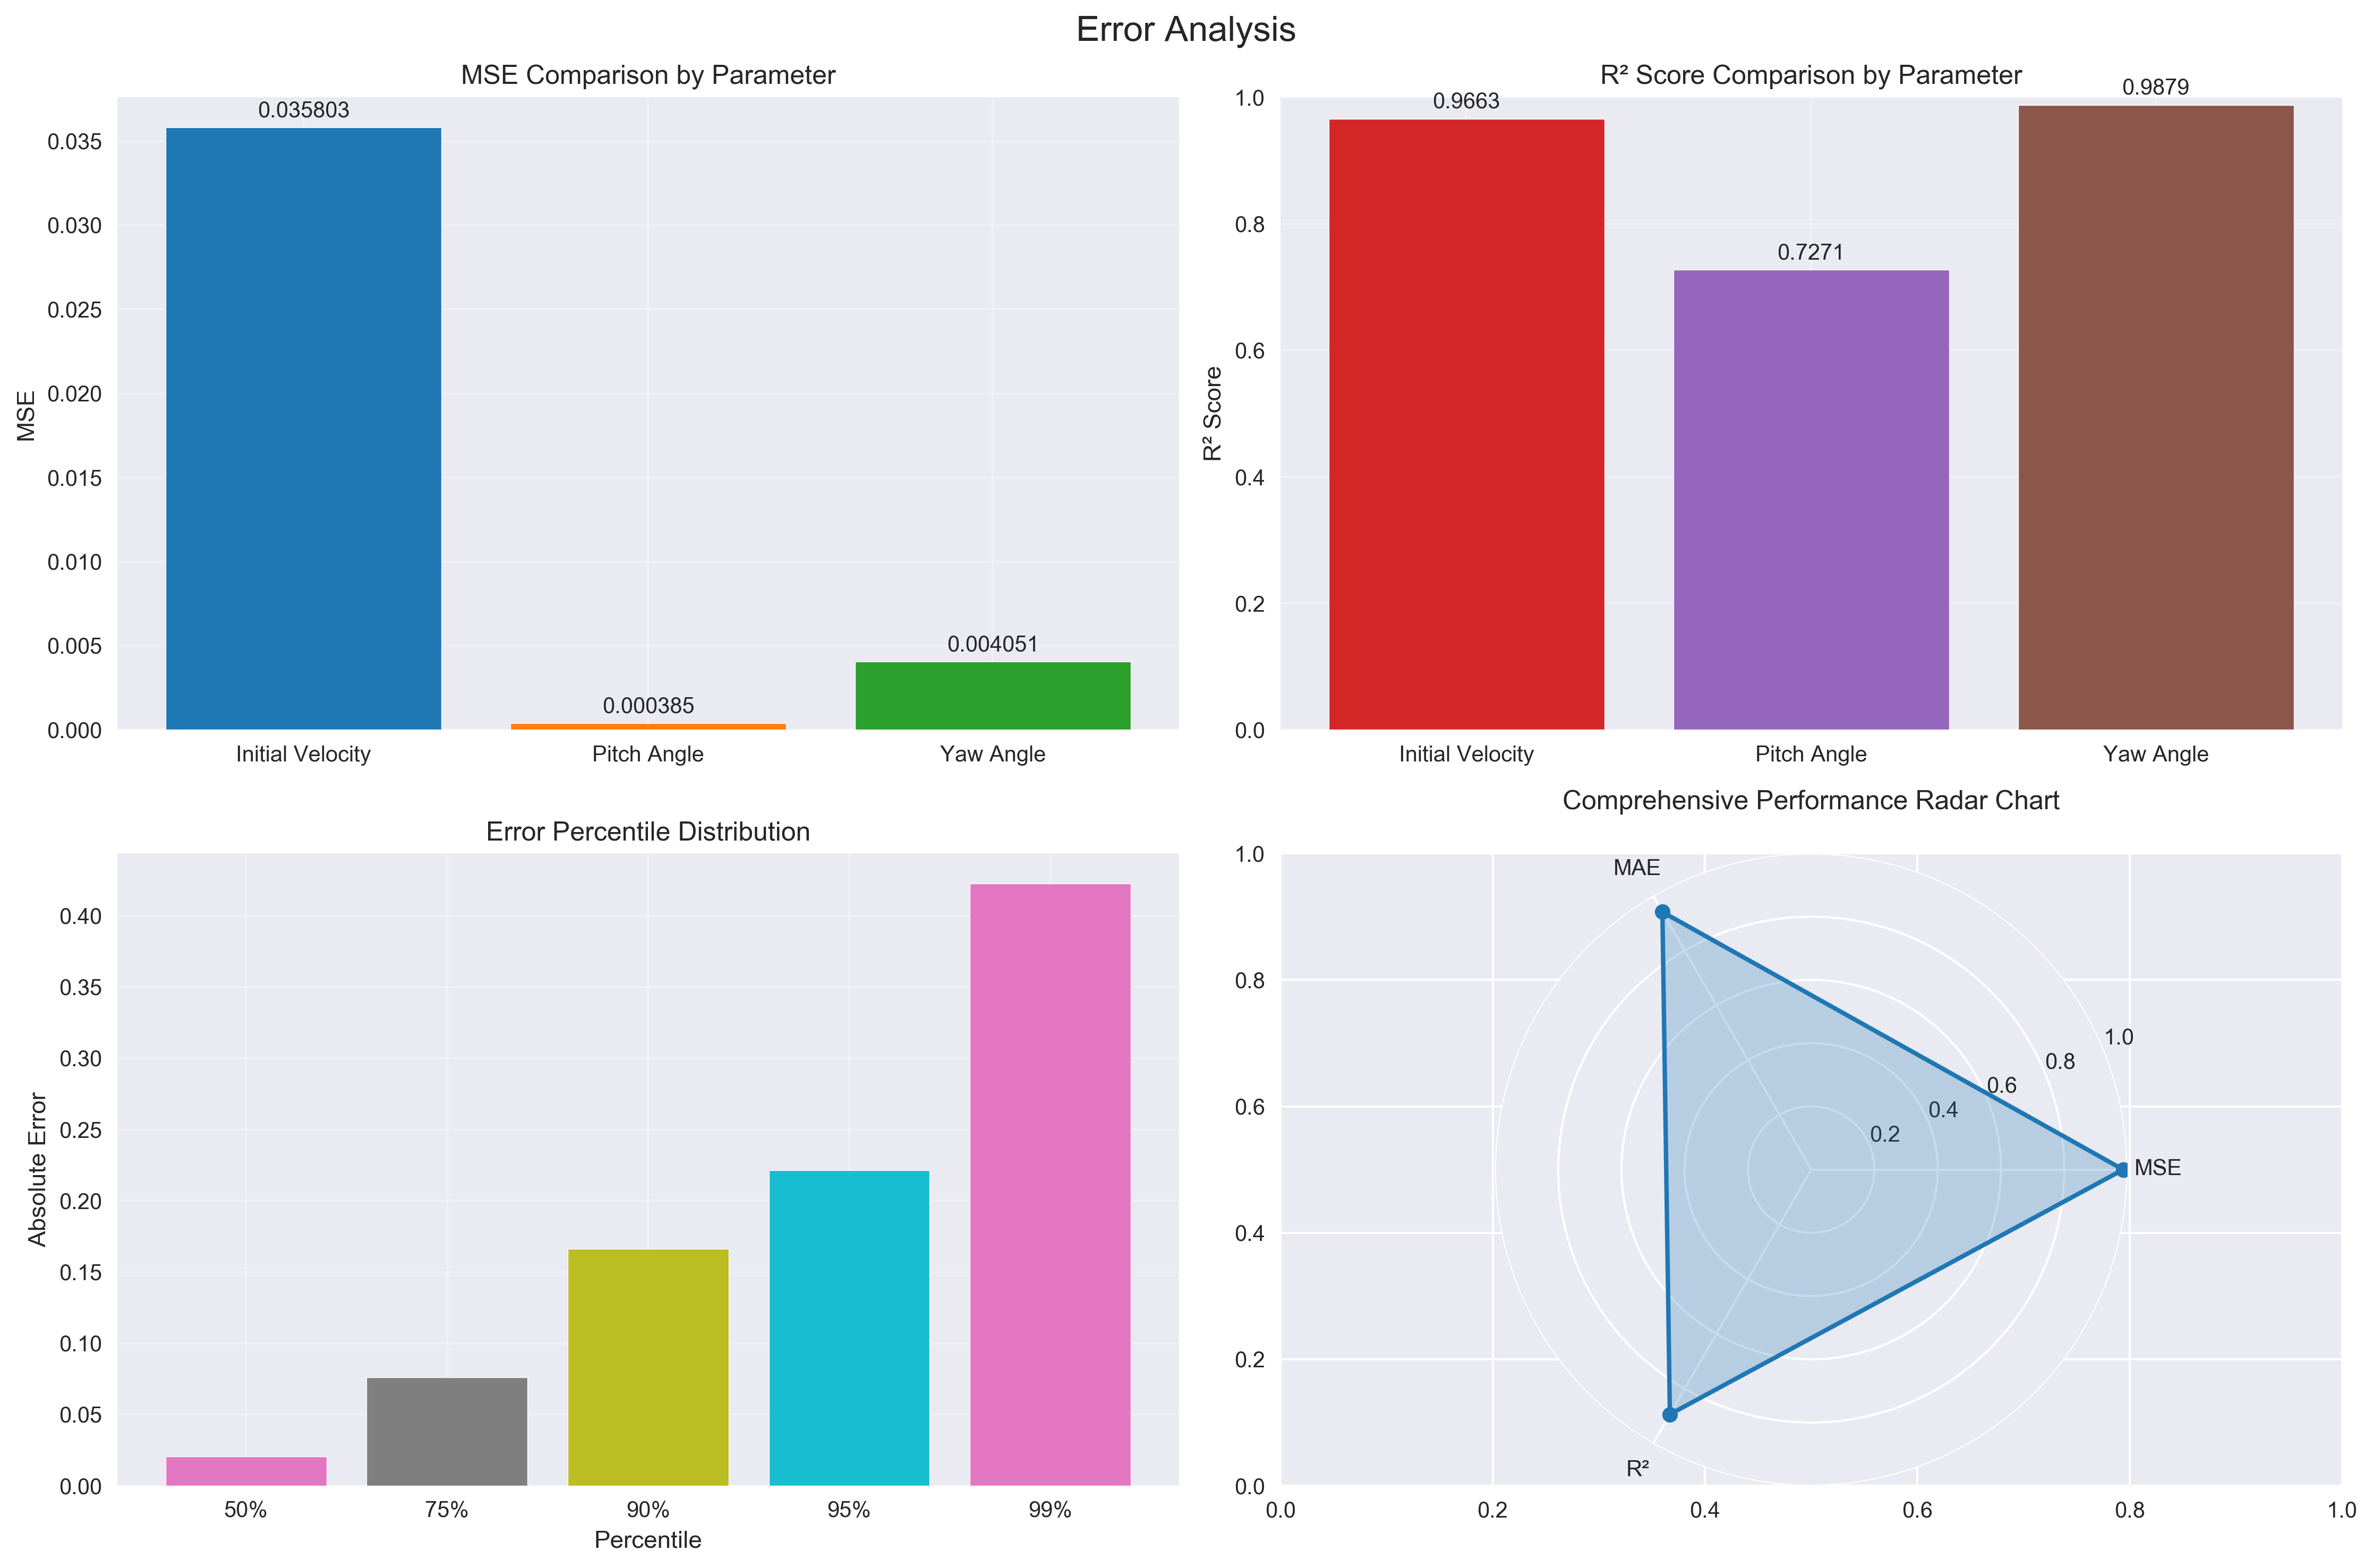 Error Analysis
MSE Comparison by Parameter
MSE
0.035
0.030
0.025
0.020
0.015
0.010
0.005
0.000
0.035803
0.000385
0.004051
Initial Velocity
Pitch Angle
Yaw Angle
R² Score Comparison by Parameter
R² Score
1.0
0.8
0.6
0.4
0.2
0.0
0.9663
0.7271
0.9879
Initial Velocity
Pitch Angle
Yaw Angle
Error Percentile Distribution
Absolute Error
0.40
0.35
0.30
0.25
0.20
0.15
0.10
0.05
0.00
50%
75%
90%
95%
99%
Percentile
Comprehensive Performance Radar Chart
1.0
0.8
0.6
0.4
0.2
0.0
MAE
1.0
0.8
0.6
0.4
0.2
MSE
R²
0.0
0.2
0.4
0.6
0.8
1.0